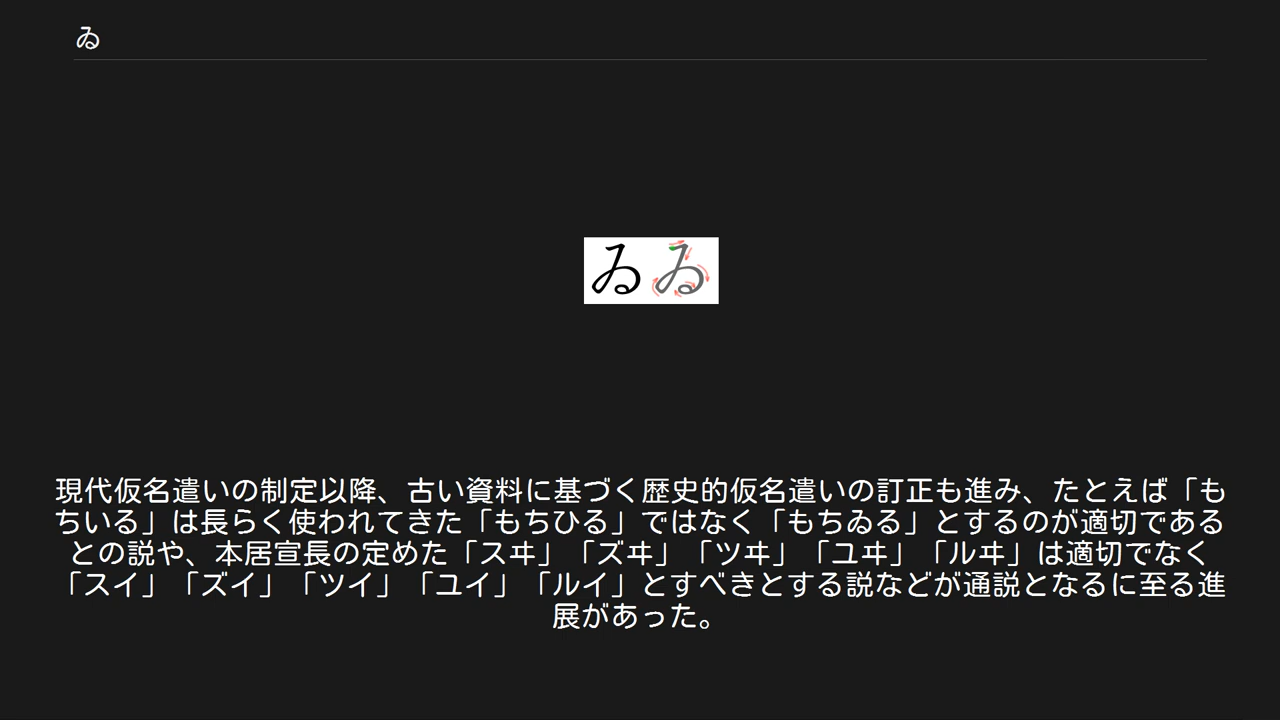 ゐ
ゐ ゐ
現代仮名遣いの制定以降、古い資料に基づく歴史的仮名遣いの訂正も進み、たとえば「も
ちいる」は長らく使われてきた「もちひる」ではなく「もちゐる」とするのが適切である
との説や、本居宣長の定めた「スヰ」「ズヰ」「ツヰ」「ユヰ」「ルヰ」は適切でなく
「スイ」「ズイ」「ツイ」「ユイ」「ルイ」とすべきとする説などが通説となるに至る進
展があった。